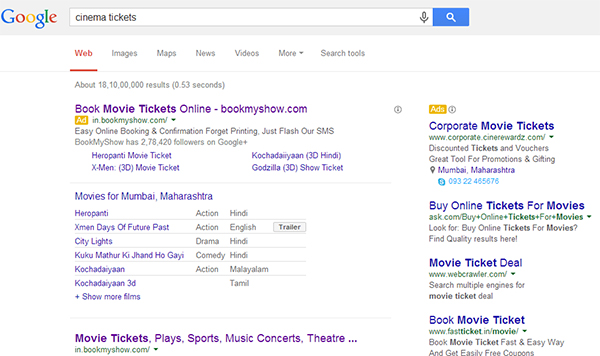 Google
cinema tickets
Web Images Maps News Videos More Search tools
About 18,10,00,000 results (0.53 seconds)
Book Movie Tickets Online - bookmyshow.com
Ad in.bookmyshow.com/
Easy Online Booking & Confirmation Forget Printing, Just Flash Our SMS
BookMyShow has 2,78,420 followers on Google+
Heropanti Movie Ticket Kochadaiiyaan (3D Hindi)
X-Men: (3D) Movie Ticket Godzilla (3D) Show Ticket
Movies for Mumbai, Maharashtra
Heropanti Action Hindi
Xmen Days Of Future Past Action English Trailer
City Lights Drama Hindi
Kuku Mathur Ki Jhand Ho Gayi Comedy Hindi
Kochadaiyaan Action Malayalam
Kochadaiyaan 3d Tamil
+ Show more films
Movie Tickets, Plays, Sports, Music Concerts, Theatre ...
in.bookmyshow.com/
Ads
Corporate Movie Tickets
www.corporate.cinerewardz.com/
Discounted Tickets and Vouchers
Great Tool For Promotions & Gifting
Mumbai, Maharashtra
093 22 465676
Buy Online Tickets For Movies
ask.com/Buy+Online+Tickets+For+Movies
Look for: Buy Online Tickets For Movies?
Find Quality results here!
Movie Ticket Deal
www.webcrawler.com/
Search multiple engines for
movie ticket deal
Book Movie Ticket
www.fastticket.in/movie/
Book Movie Ticket Fast & Easy Way
and Get Easily Free Coupons